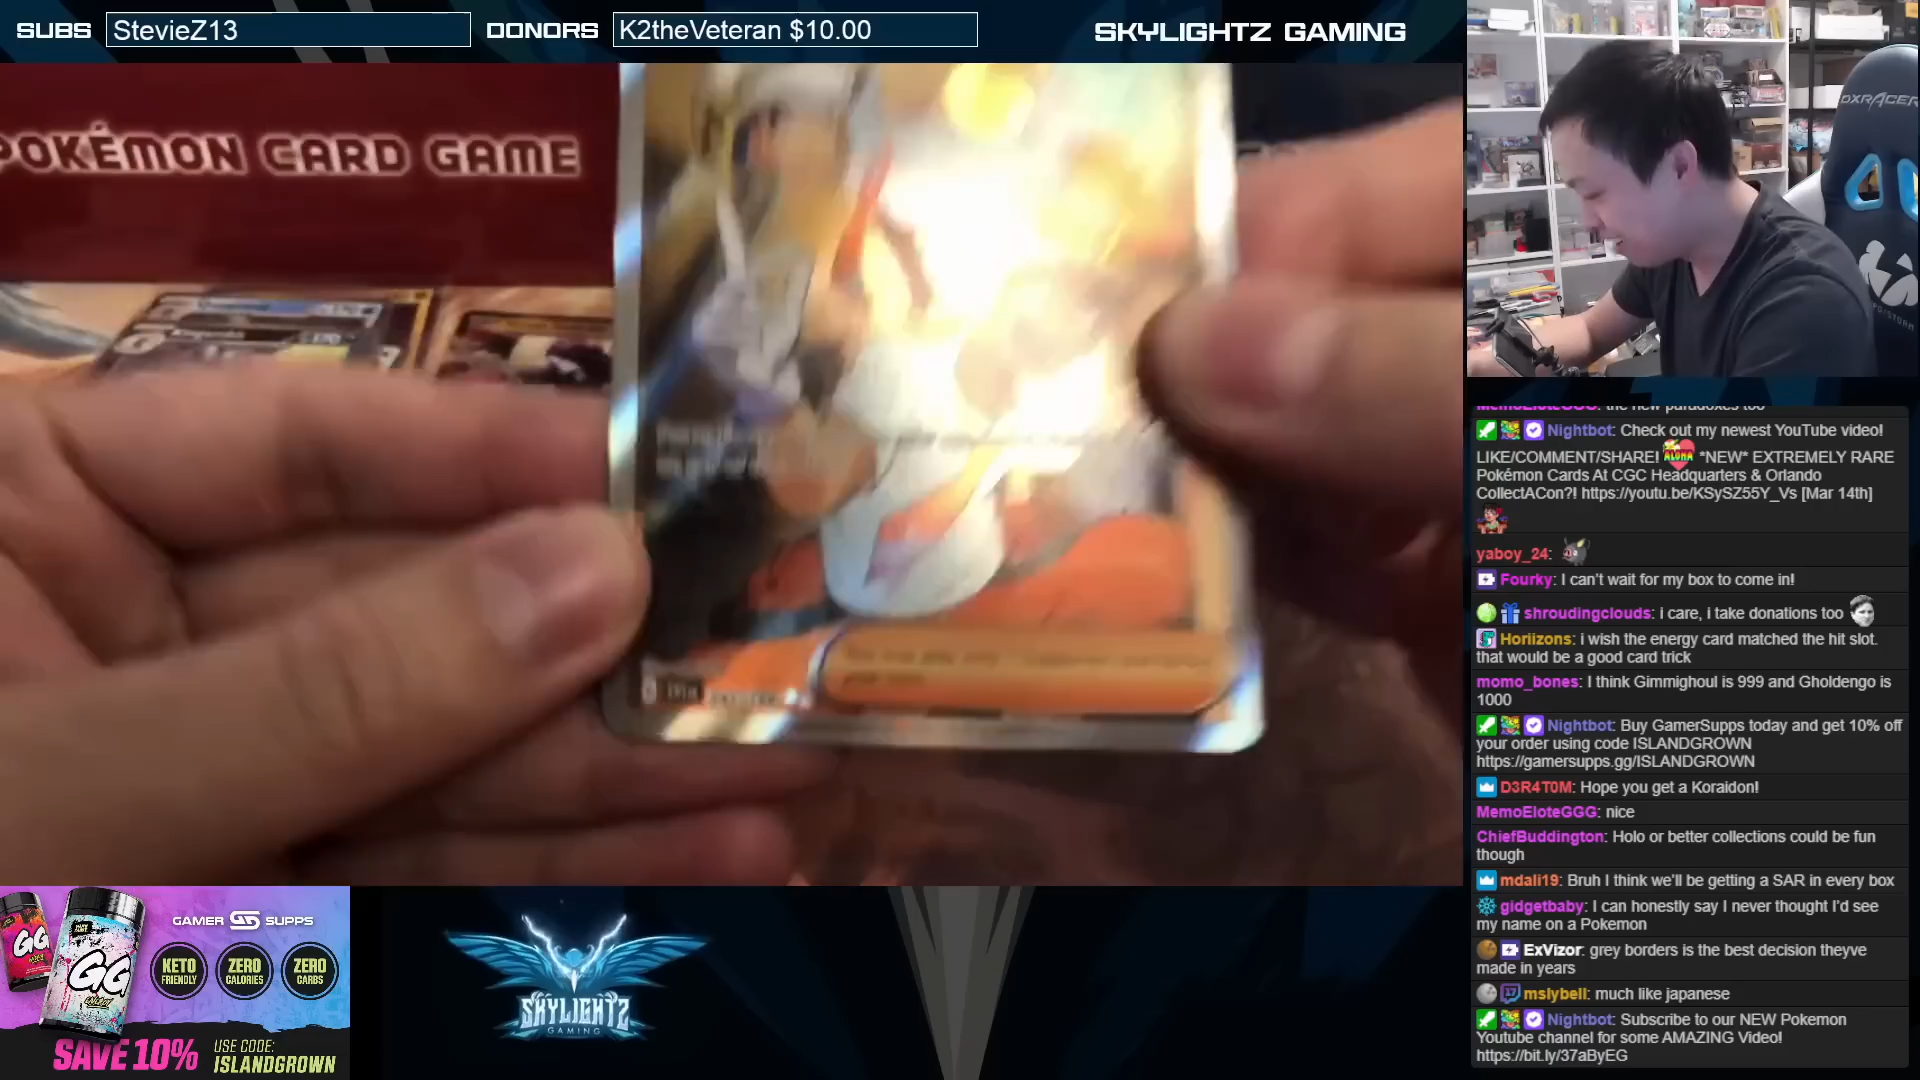 SUBS
StevieZ13
DONORS
K2theVeteran $10.00
SKYLIGHTZ GAMING
POKÉMON CARD GAME
DXRACER
MemoEloteGGG: the new paradoxes too
Nightbot: Check out my newest YouTube video!
LIKE/COMMENT/SHARE! ALOHA *NEW* EXTREMELY RARE
Pokémon Cards At CGC Headquarters & Orlando
CollectACon?! https://youtu.be/KSySZ55Y_Vs [Mar 14th]
yaboy_24:
Fourky: I can't wait for my box to come in!
shroudingclouds: i care, i take donations too
Horiizons: i wish the energy card matched the hit slot.
that would be a good card trick
momo_bones: I think Gimmighoul is 999 and Gholdengo is
1000
Nightbot: Buy GamerSupps today and get 10% off
your order using code ISLANDGROWN
https://gamersupps.gg/ISLANDGROWN
D3R4T0M: Hope you get a Koraidon!
MemoEloteGGG: nice
ChiefBuddington: Holo or better collections could be fun
though
mdali19: Bruh I think we'll be getting a SAR in every box
gidgetbaby: I can honestly say I never thought I'd see
my name on a Pokemon
ExVizor: grey borders is the best decision theyve
made in years
mslybell: much like japanese
Nightbot: Subscribe to our NEW Pokemon
Youtube channel for some AMAZING Video!
https://bit.ly/37aByEG
GAMER GS SUPPS
GG
GG
KETO
FRIENDLY
ZERO
CALORIES
ZERO
CARBS
SAVE 10%
USE CODE:
ISLANDGROWN
SKYLIGHTZ
GAMING